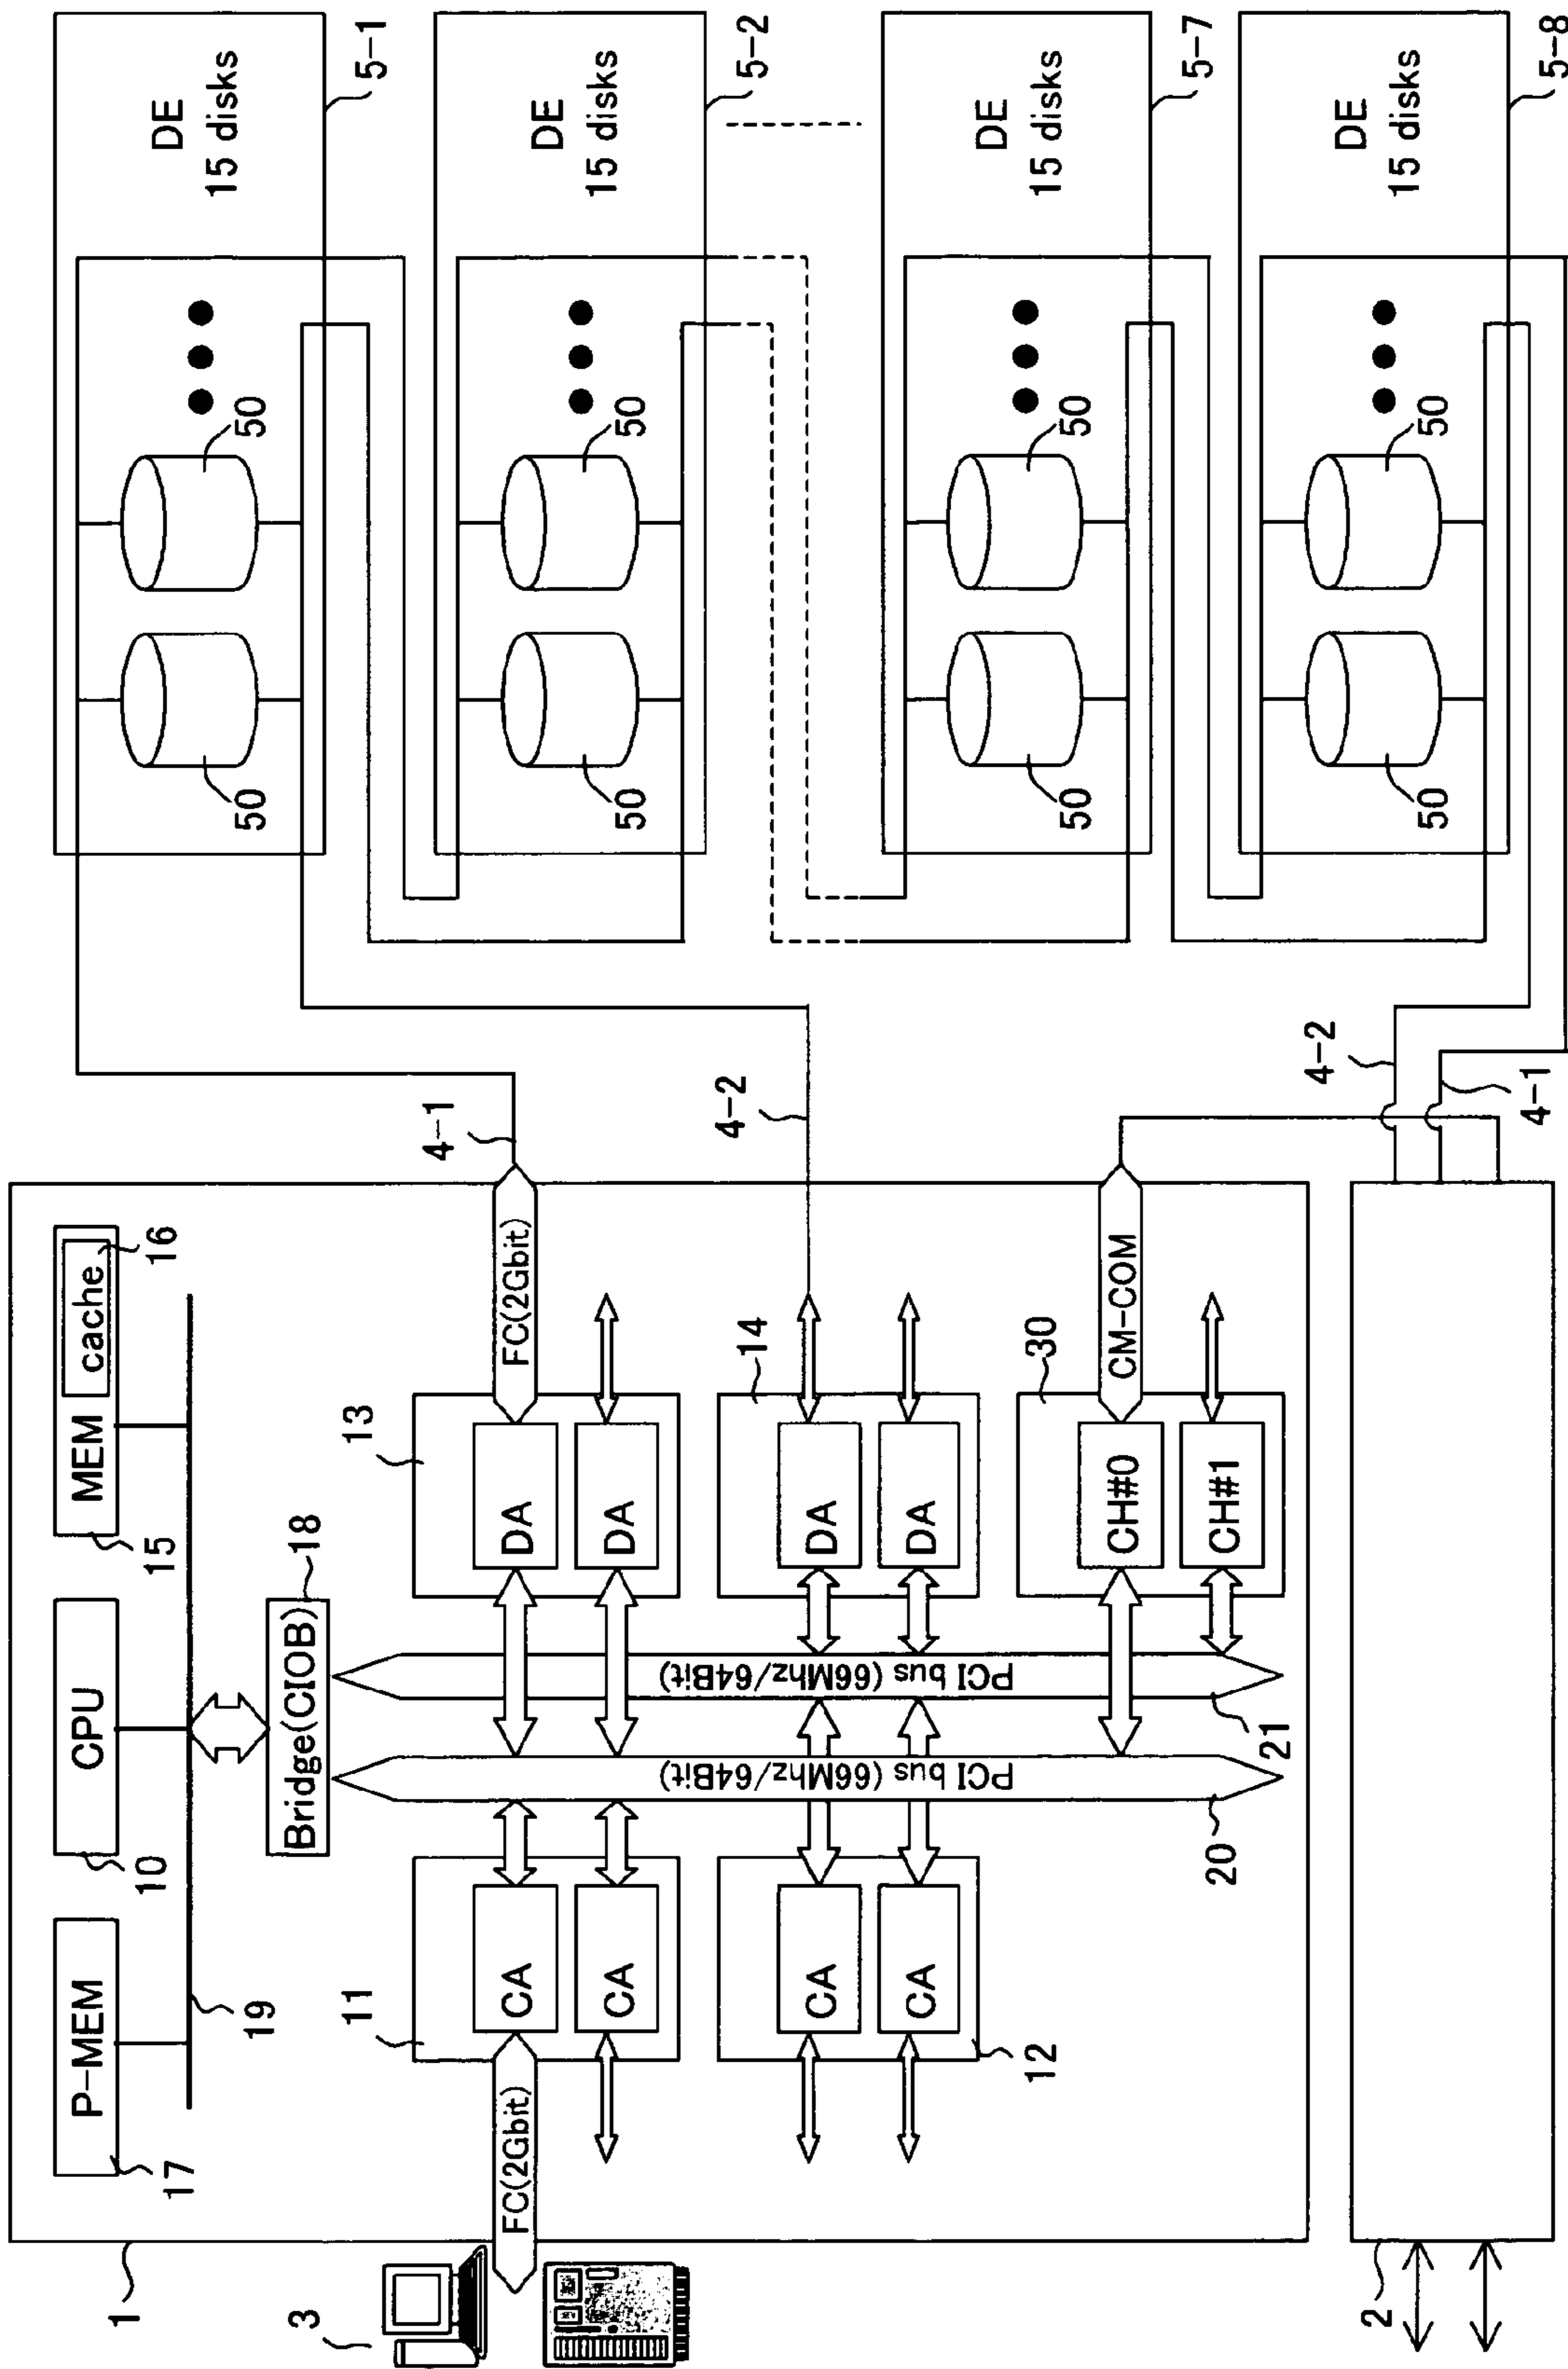 1
3
FC(2Gbit)
17
P-MEM
10
CPU
15
MEM
cache
16
19
Bridge(CIOB)
18
11
CA
CA
13
DA
DA
FC(2Gbit)
4-1
12
CA
CA
PCI bus (66Mhz/64Bit)
20
PCI bus (66Mhz/64Bit)
21
14
DA
DA
4-2
30
CH#0
CH#1
CM-COM
2
4-2
4-1
50
50
DE
15 disks
5-1
50
50
DE
15 disks
5-2
50
50
DE
15 disks
5-7
50
50
DE
15 disks
5-8